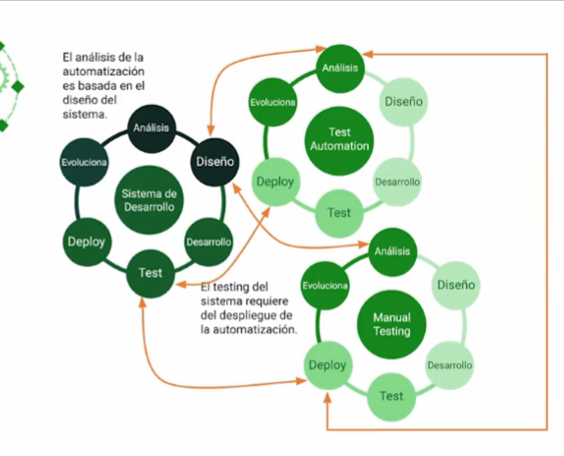 El análisis de la
automatización
es basada en el
diseño del
sistema.
Análisis
Diseño
Desarrollo
Test
Deploy
Evoluciona
Sistema de
Desarrollo
Análisis
Diseño
Desarrollo
Test
Deploy
Evoluciona
Test
Automation
El testing del
sistema requiere
del despliegue de
la automatización.
Análisis
Diseño
Desarrollo
Test
Deploy
Evoluciona
Manual
Testing